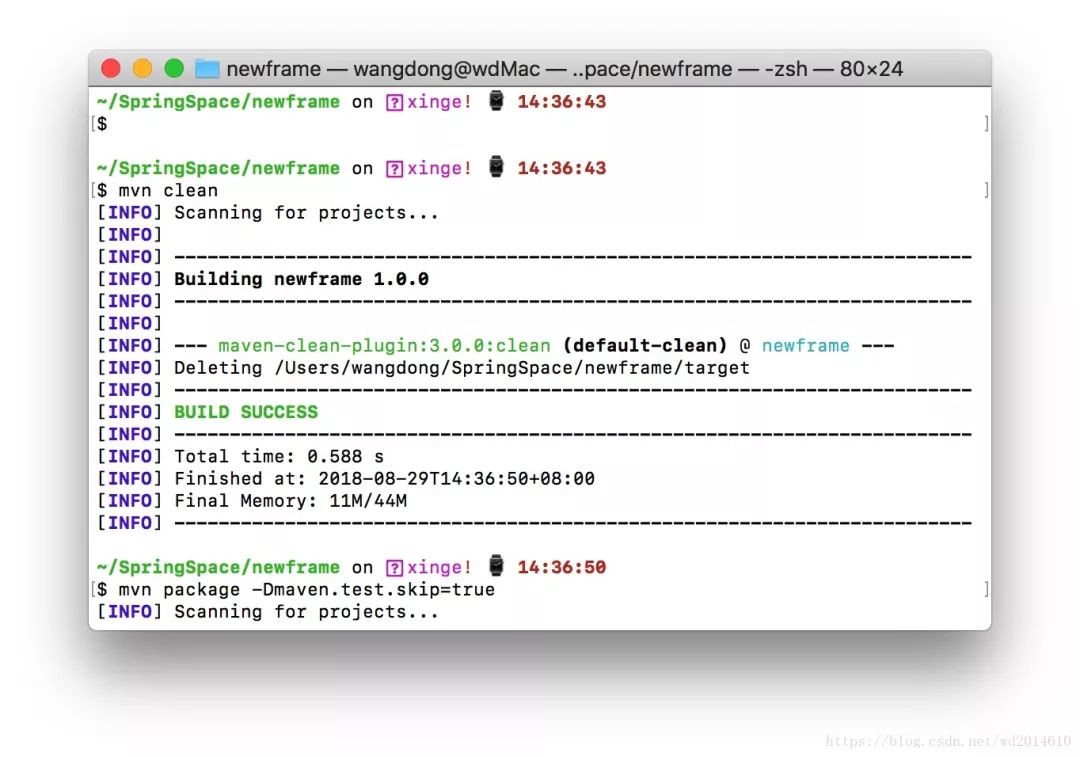 newframe — wangdong@wdMac — ..pace/newframe — -zsh — 80×24
~/SpringSpace/newframe on xinge! 14:36:43
[$ ]
~/SpringSpace/newframe on xinge! 14:36:43
[$ mvn clean ]
[INFO] Scanning for projects...
[INFO]
[INFO] ------------------------------------------------------------------------
[INFO] Building newframe 1.0.0
[INFO] ------------------------------------------------------------------------
[INFO]
[INFO] --- maven-clean-plugin:3.0.0:clean (default-clean) @ newframe ---
[INFO] Deleting /Users/wangdong/SpringSpace/newframe/target
[INFO] ------------------------------------------------------------------------
[INFO] BUILD SUCCESS
[INFO] ------------------------------------------------------------------------
[INFO] Total time: 0.588 s
[INFO] Finished at: 2018-08-29T14:36:50+08:00
[INFO] Final Memory: 11M/44M
[INFO] ------------------------------------------------------------------------
~/SpringSpace/newframe on xinge! 14:36:50
[$ mvn package -Dmaven.test.skip=true ]
[INFO] Scanning for projects...
https://blog.csdn.net/wd2014610